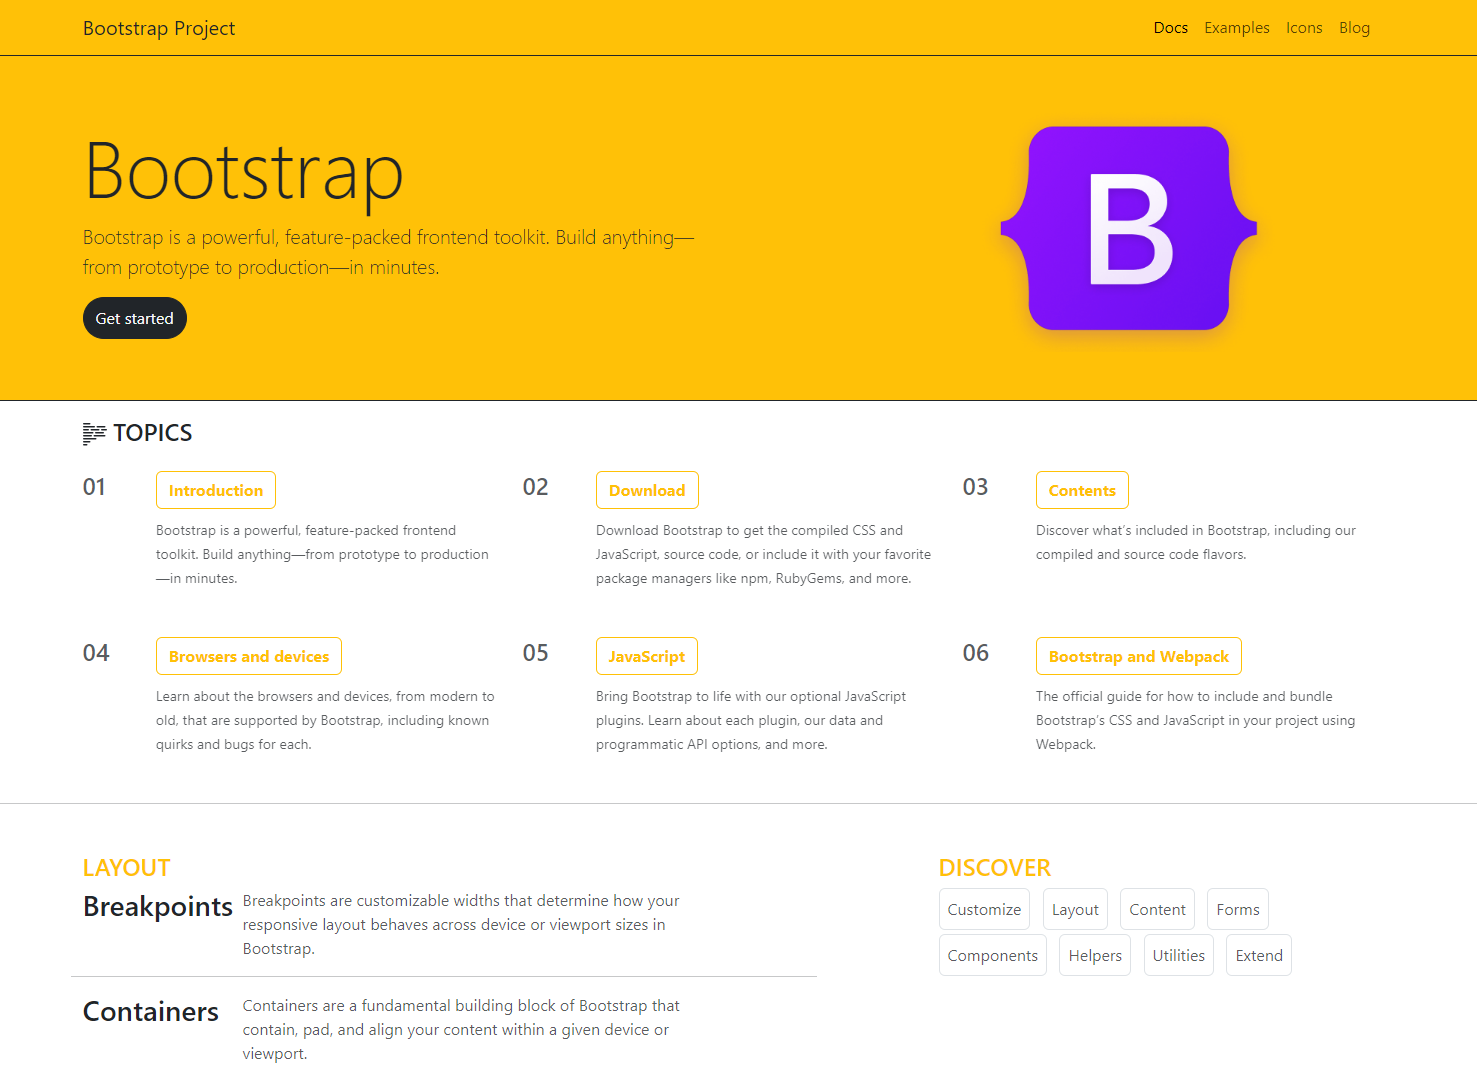 Bootstrap Project
Docs Examples Icons Blog
Bootstrap
Bootstrap is a powerful, feature-packed frontend toolkit. Build anything—
from prototype to production—in minutes.
Get started
B
TOPICS
01
Introduction
Bootstrap is a powerful, feature-packed frontend
toolkit. Build anything—from prototype to production
—in minutes.
02
Download
Download Bootstrap to get the compiled CSS and
JavaScript, source code, or include it with your favorite
package managers like npm, RubyGems, and more.
03
Contents
Discover what’s included in Bootstrap, including our
compiled and source code flavors.
04
Browsers and devices
Learn about the browsers and devices, from modern to
old, that are supported by Bootstrap, including known
quirks and bugs for each.
05
JavaScript
Bring Bootstrap to life with our optional JavaScript
plugins. Learn about each plugin, our data and
programmatic API options, and more.
06
Bootstrap and Webpack
The official guide for how to include and bundle
Bootstrap’s CSS and JavaScript in your project using
Webpack.
LAYOUT
Breakpoints
Breakpoints are customizable widths that determine how your
responsive layout behaves across device or viewport sizes in
Bootstrap.
Containers
Containers are a fundamental building block of Bootstrap that
contain, pad, and align your content within a given device or
viewport.
DISCOVER
Customize Layout Content Forms
Components Helpers Utilities Extend